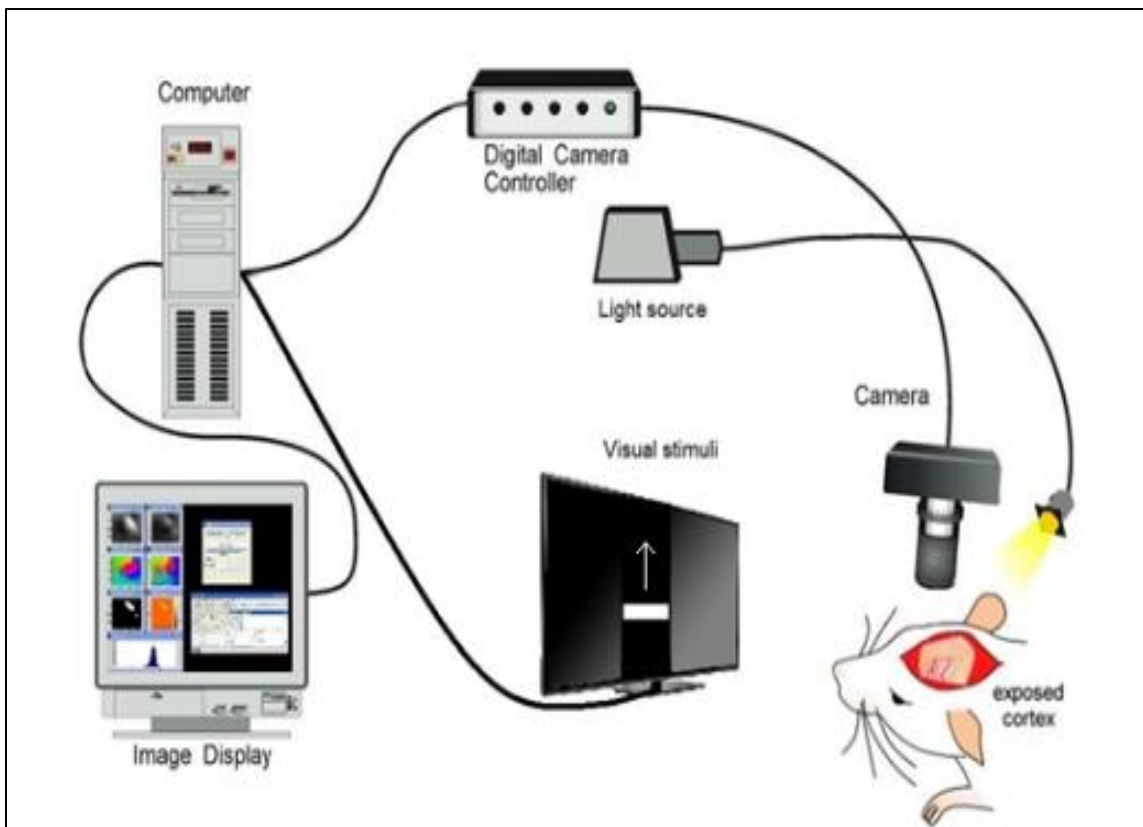 Computer
Digital Camera
Controller
Light source
Camera
Visual stimuli
exposed
cortex
Image Display